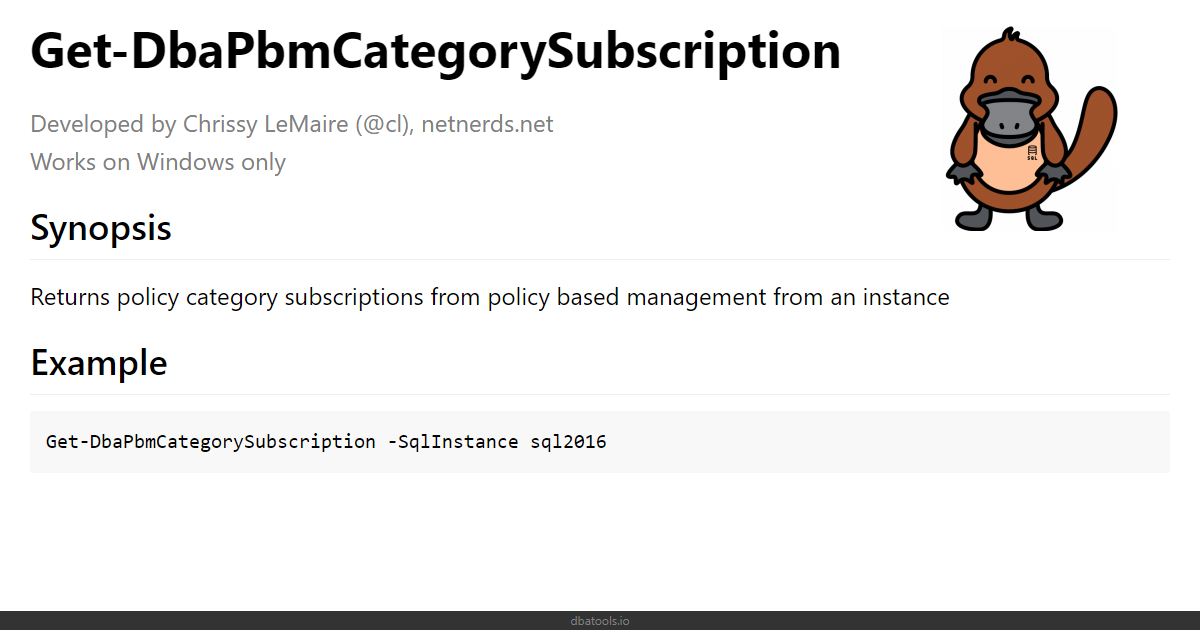 Get-DbaPbmCategorySubscription
Developed by Chrissy LeMaire (@cl), netnerds.net
Works on Windows only
SQL
Synopsis
Returns policy category subscriptions from policy based management from an instance
Example
Get-DbaPbmCategorySubscription -SqlInstance sql2016
dbatools.io